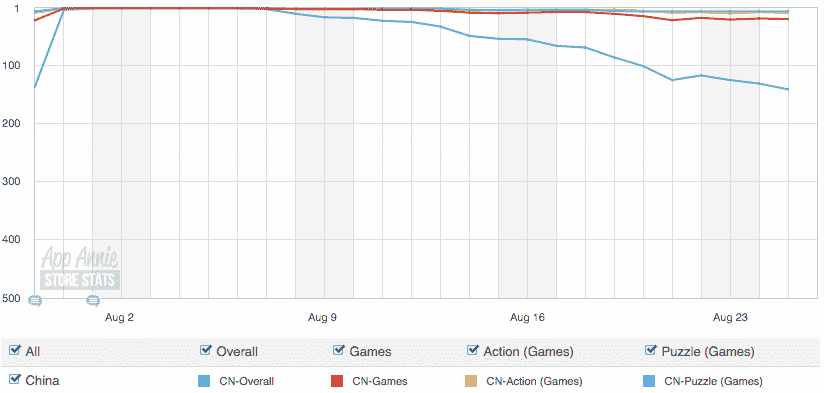 1
100
200
300
400
500
App Annie
STORE STATS
Aug 2 Aug 9 Aug 16 Aug 23
All Overall Games Action (Games) Puzzle (Games)
China CN-Overall CN-Games CN-Action (Games) CN-Puzzle (Games)